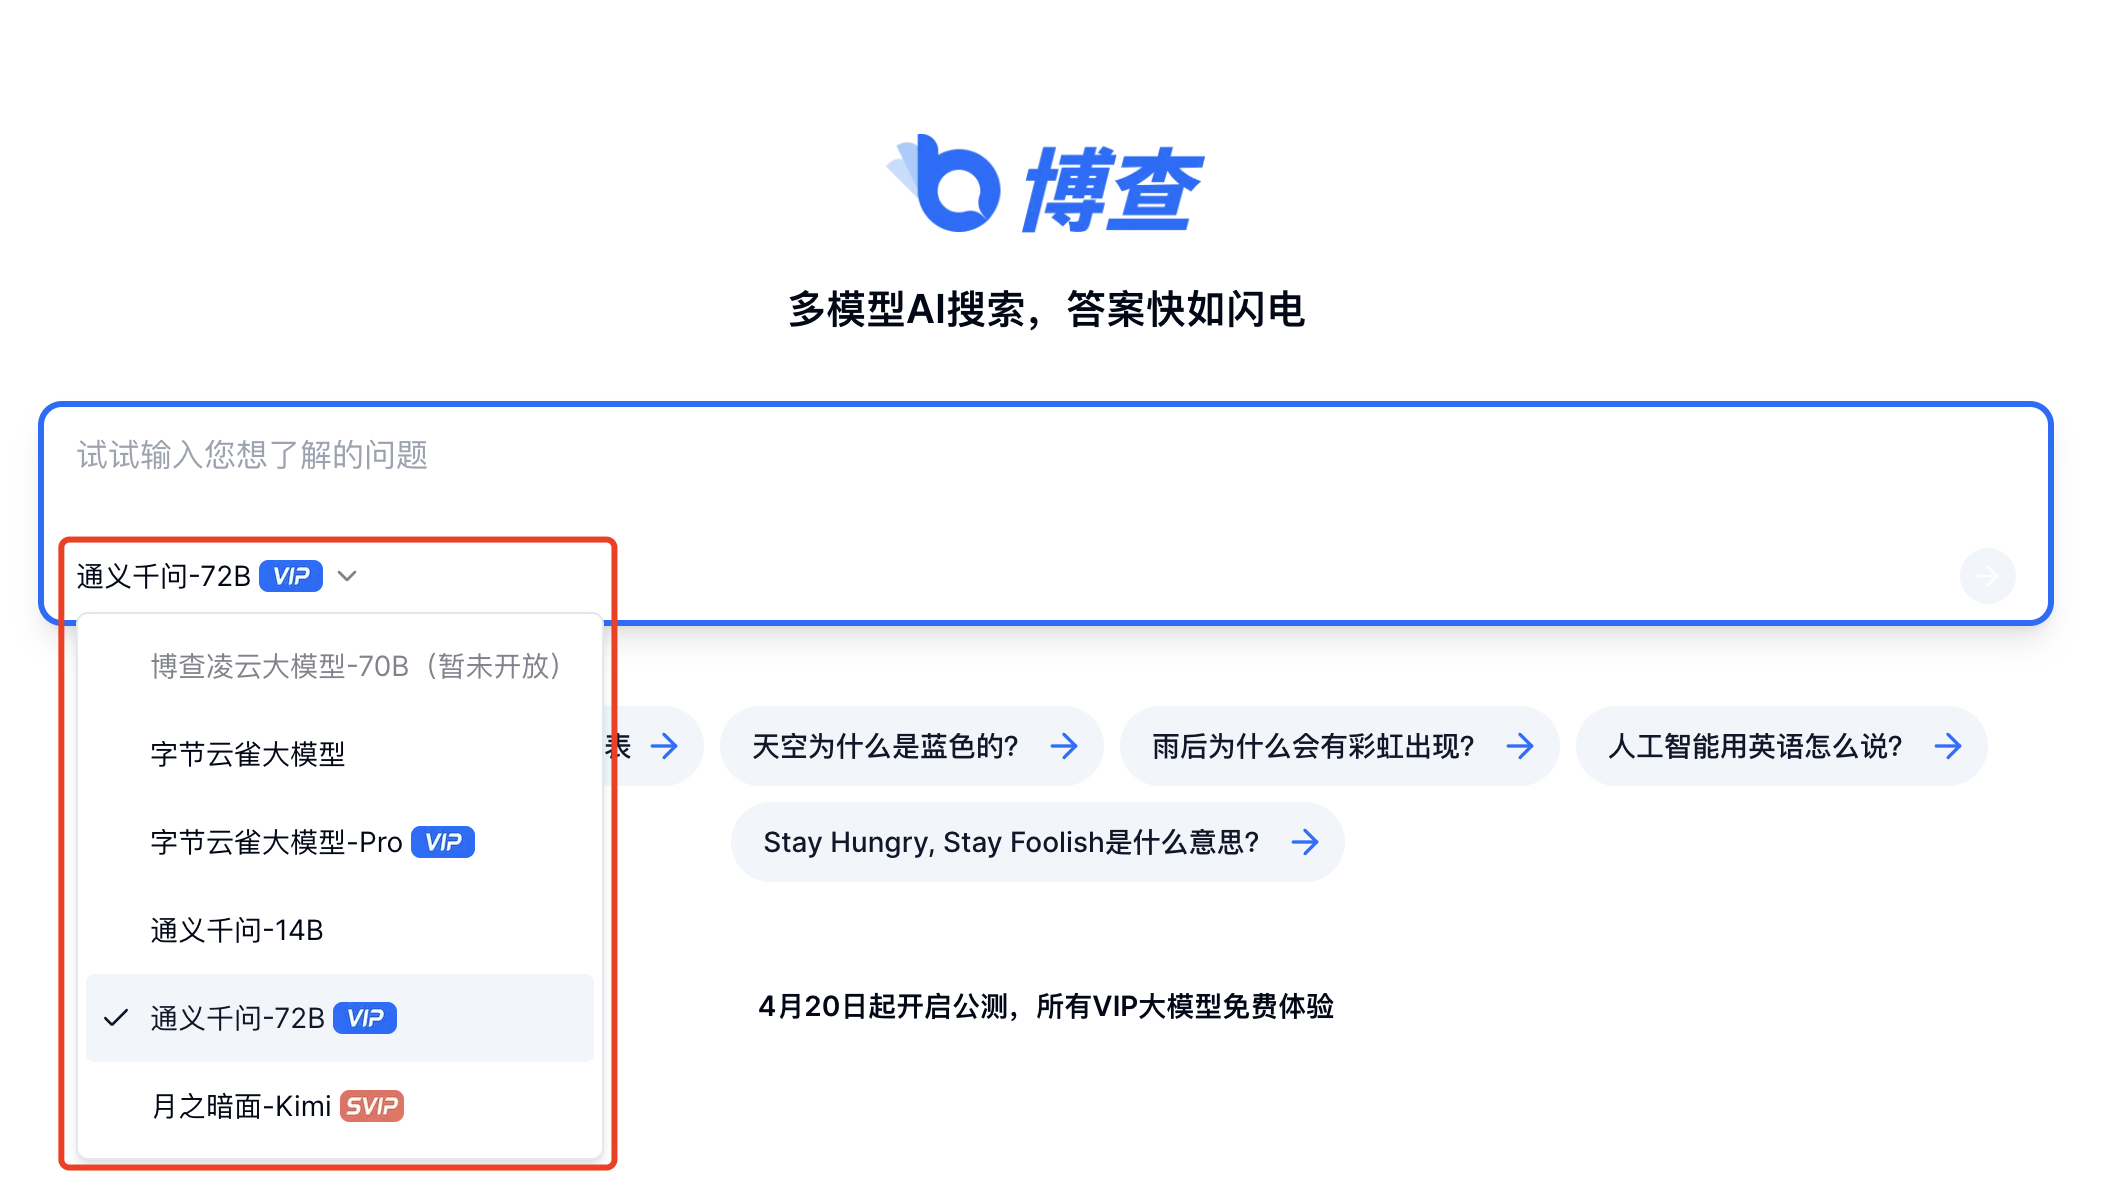 博查
多模型AI搜索，答案快如闪电
试试输入您想了解的问题
通义千问-72B VIP
博查凌云大模型-70B（暂未开放）
字节云雀大模型
字节云雀大模型-Pro VIP
通义千问-14B
通义千问-72B VIP
月之暗面-Kimi SVIP
表
天空为什么是蓝色的?
雨后为什么会有彩虹出现?
人工智能用英语怎么说?
Stay Hungry, Stay Foolish是什么意思?
4月20日起开启公测，所有VIP大模型免费体验